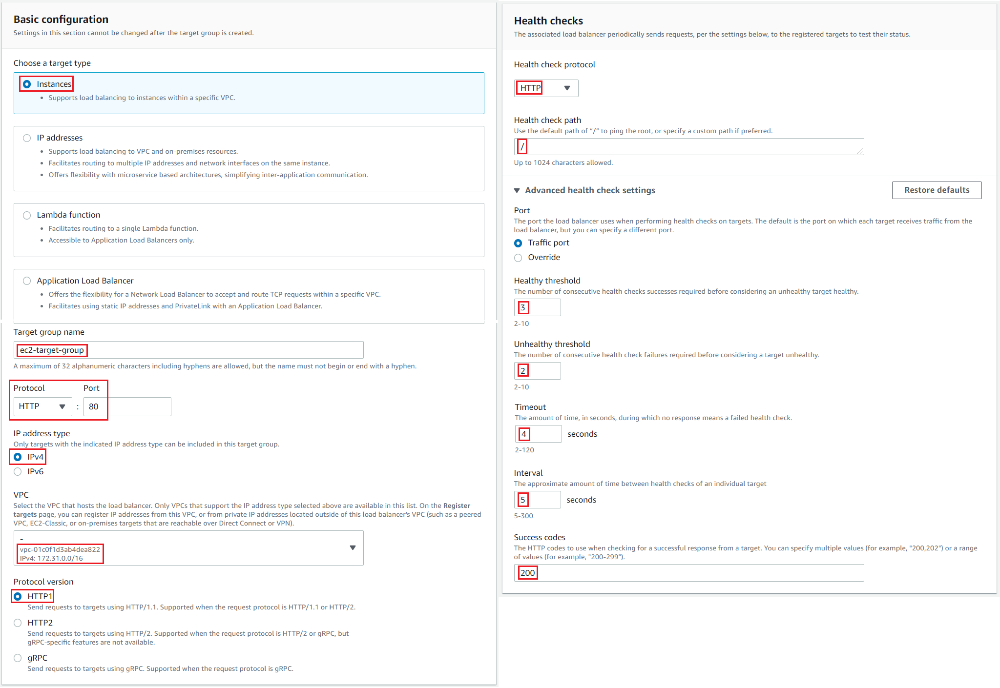 Basic configuration
Settings in this section cannot be changed after the target group is created.
Choose a target type
Instances
• Supports load balancing to instances within a specific VPC.
IP addresses
• Supports load balancing to VPC and on-premises resources.
• Facilitates routing to multiple IP addresses and network interfaces on the same instance.
• Offers flexibility with microservice based architectures, simplifying inter-application communication.
Lambda function
• Facilitates routing to a single Lambda function.
• Accessible to Application Load Balancers only.
Application Load Balancer
• Offers the flexibility for a Network Load Balancer to accept and route TCP requests within a specific VPC.
• Facilitates using static IP addresses and PrivateLink with an Application Load Balancer.
Target group name
ec2-target-group
A maximum of 32 alphanumeric characters including hyphens are allowed, but the name must not begin or end with a hyphen.
Protocol Port
HTTP : 80
IP address type
Only targets with the indicated IP address type can be included in this target group.
IPv4
IPv6
VPC
Select the VPC that hosts the load balancer. Only VPCs that support the IP address type selected above are available in this list. On the Register
targets page, you can register IP addresses from this VPC, or from private IP addresses located outside of this load balancer's VPC (such as a peered
VPC, EC2-Classic, or on-premises targets that are reachable over Direct Connect or VPN).
-
vpc-01c0f1d3ab4dea822
IPv4: 172.31.0.0/16
Protocol version
HTTP1
Send requests to targets using HTTP/1.1. Supported when the request protocol is HTTP/1.1 or HTTP/2.
HTTP2
Send requests to targets using HTTP/2. Supported when the request protocol is HTTP/2 or gRPC, but
gRPC-specific features are not available.
gRPC
Send requests to targets using gRPC. Supported when the request protocol is gRPC.
Health checks
The associated load balancer periodically sends requests, per the settings below, to the registered targets to test their status.
Health check protocol
HTTP
Health check path
Use the default path of “/“ to ping the root, or specify a custom path if preferred.
/
Up to 1024 characters allowed.
Advanced health check settings
Restore defaults
Port
The port the load balancer uses when performing health checks on targets. The default is the port on which each target receives traffic from the
load balancer, but you can specify a different port.
Traffic port
Override
Healthy threshold
The number of consecutive health checks successes required before considering an unhealthy target healthy.
3
2-10
Unhealthy threshold
The number of consecutive health check failures required before considering a target unhealthy.
2
2-10
Timeout
The amount of time, in seconds, during which no response means a failed health check.
4 seconds
2-120
Interval
The approximate amount of time between health checks of an individual target
5 seconds
5-300
Success codes
The HTTP codes to use when checking for a successful response from a target. You can specify multiple values (for example, "200,202") or a range
of values (for example, "200-299").
200